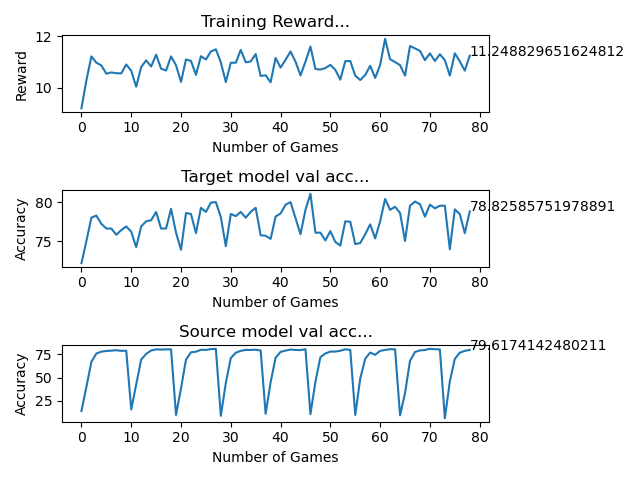 Training Reward...
12
10
Reward
11.248829651624812
0 10 20 30 40 50 60 70 80
Number of Games
Target model val acc...
80
75
Accuracy
78.82585751978891
0 10 20 30 40 50 60 70 80
Number of Games
Source model val acc...
75
50
25
Accuracy
79.6174142480211
0 10 20 30 40 50 60 70 80
Number of Games